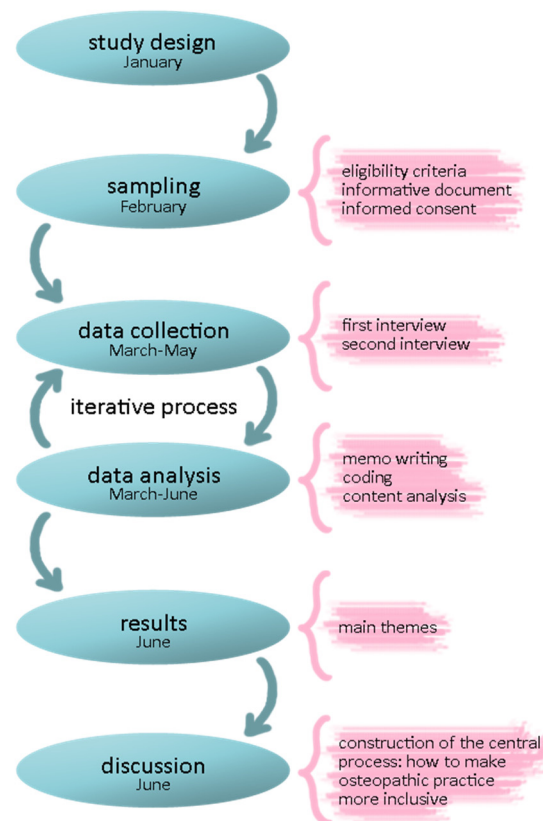 study design
January
sampling
February
eligibility criteria
informative document
informed consent
data collection
March-May
first interview
second interview
iterative process
data analysis
March-June
memo writing
coding
content analysis
results
June
main themes
discussion
June
construction of the central
process: how to make
osteopathic practice
more inclusive